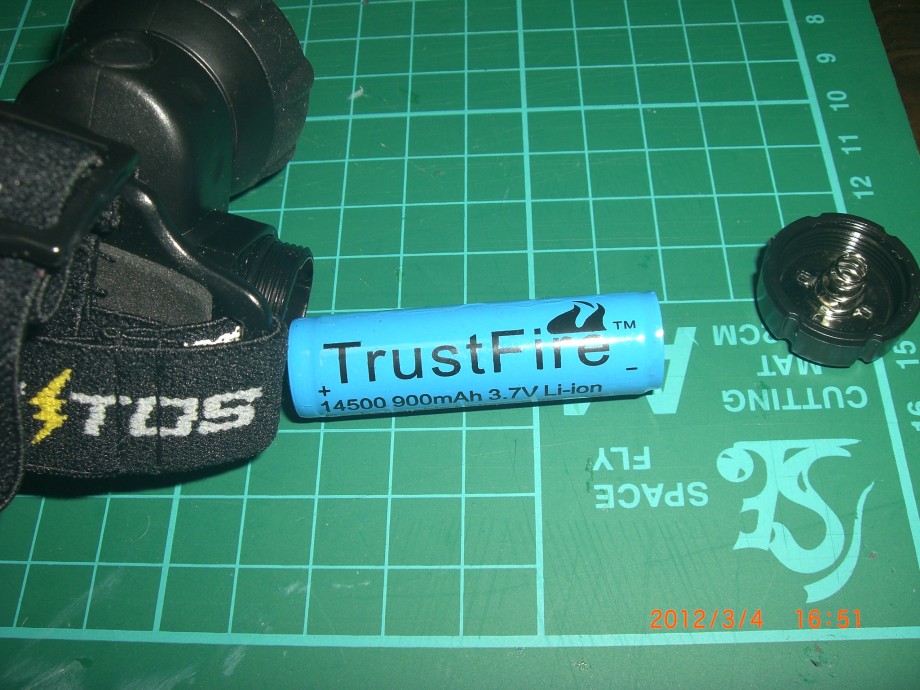 8
9
10
11
12
15
16
TrustFire™
+ -
14500 900mAh 3.7V Li-ion
TOS
A
2CM
CUTTING
MAT
SPACE
FLY
2012/3/4 16:51